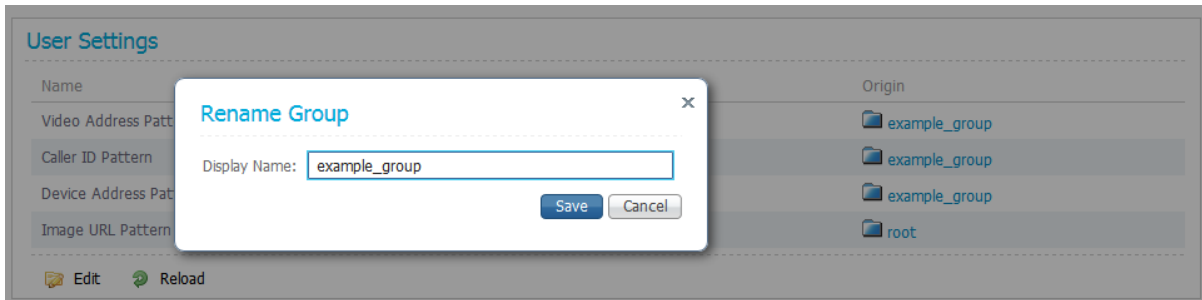 User Settings
Name Origin
Video Address Patt example_group
Caller ID Pattern example_group
Device Address Pat example_group
Image URL Pattern root
Edit Reload
Rename Group
Display Name: example_group
Save Cancel